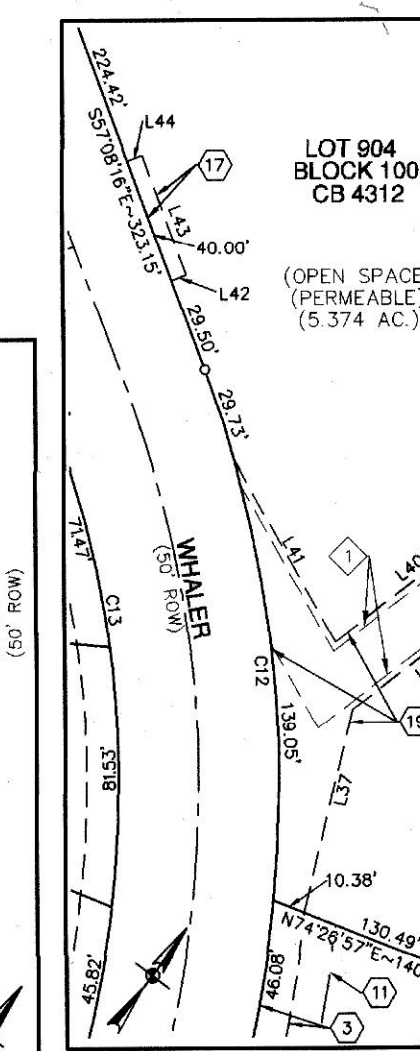 224.42'
L44
17
S57°08'16"E~323.15'
L43
40.00'
L42
29.50'
29.73'
LOT 904
BLOCK 100
CB 4312
(OPEN SPACE
(PERMEABLE)
(5.374 AC.)
L41
1
L40
WHALER
(50' ROW)
71.47'
C13
C12
139.05'
19
81.53'
L37
10.38'
130.49'
N74°26'57"E~140
45.82'
46.08'
11
3
(50' ROW)